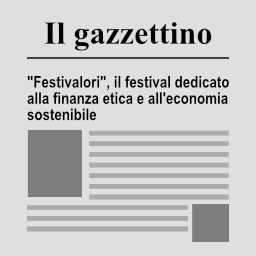 Il gazzettino
"Festivalori", il festival dedicato
alla finanza etica e all'economia
sostenibile